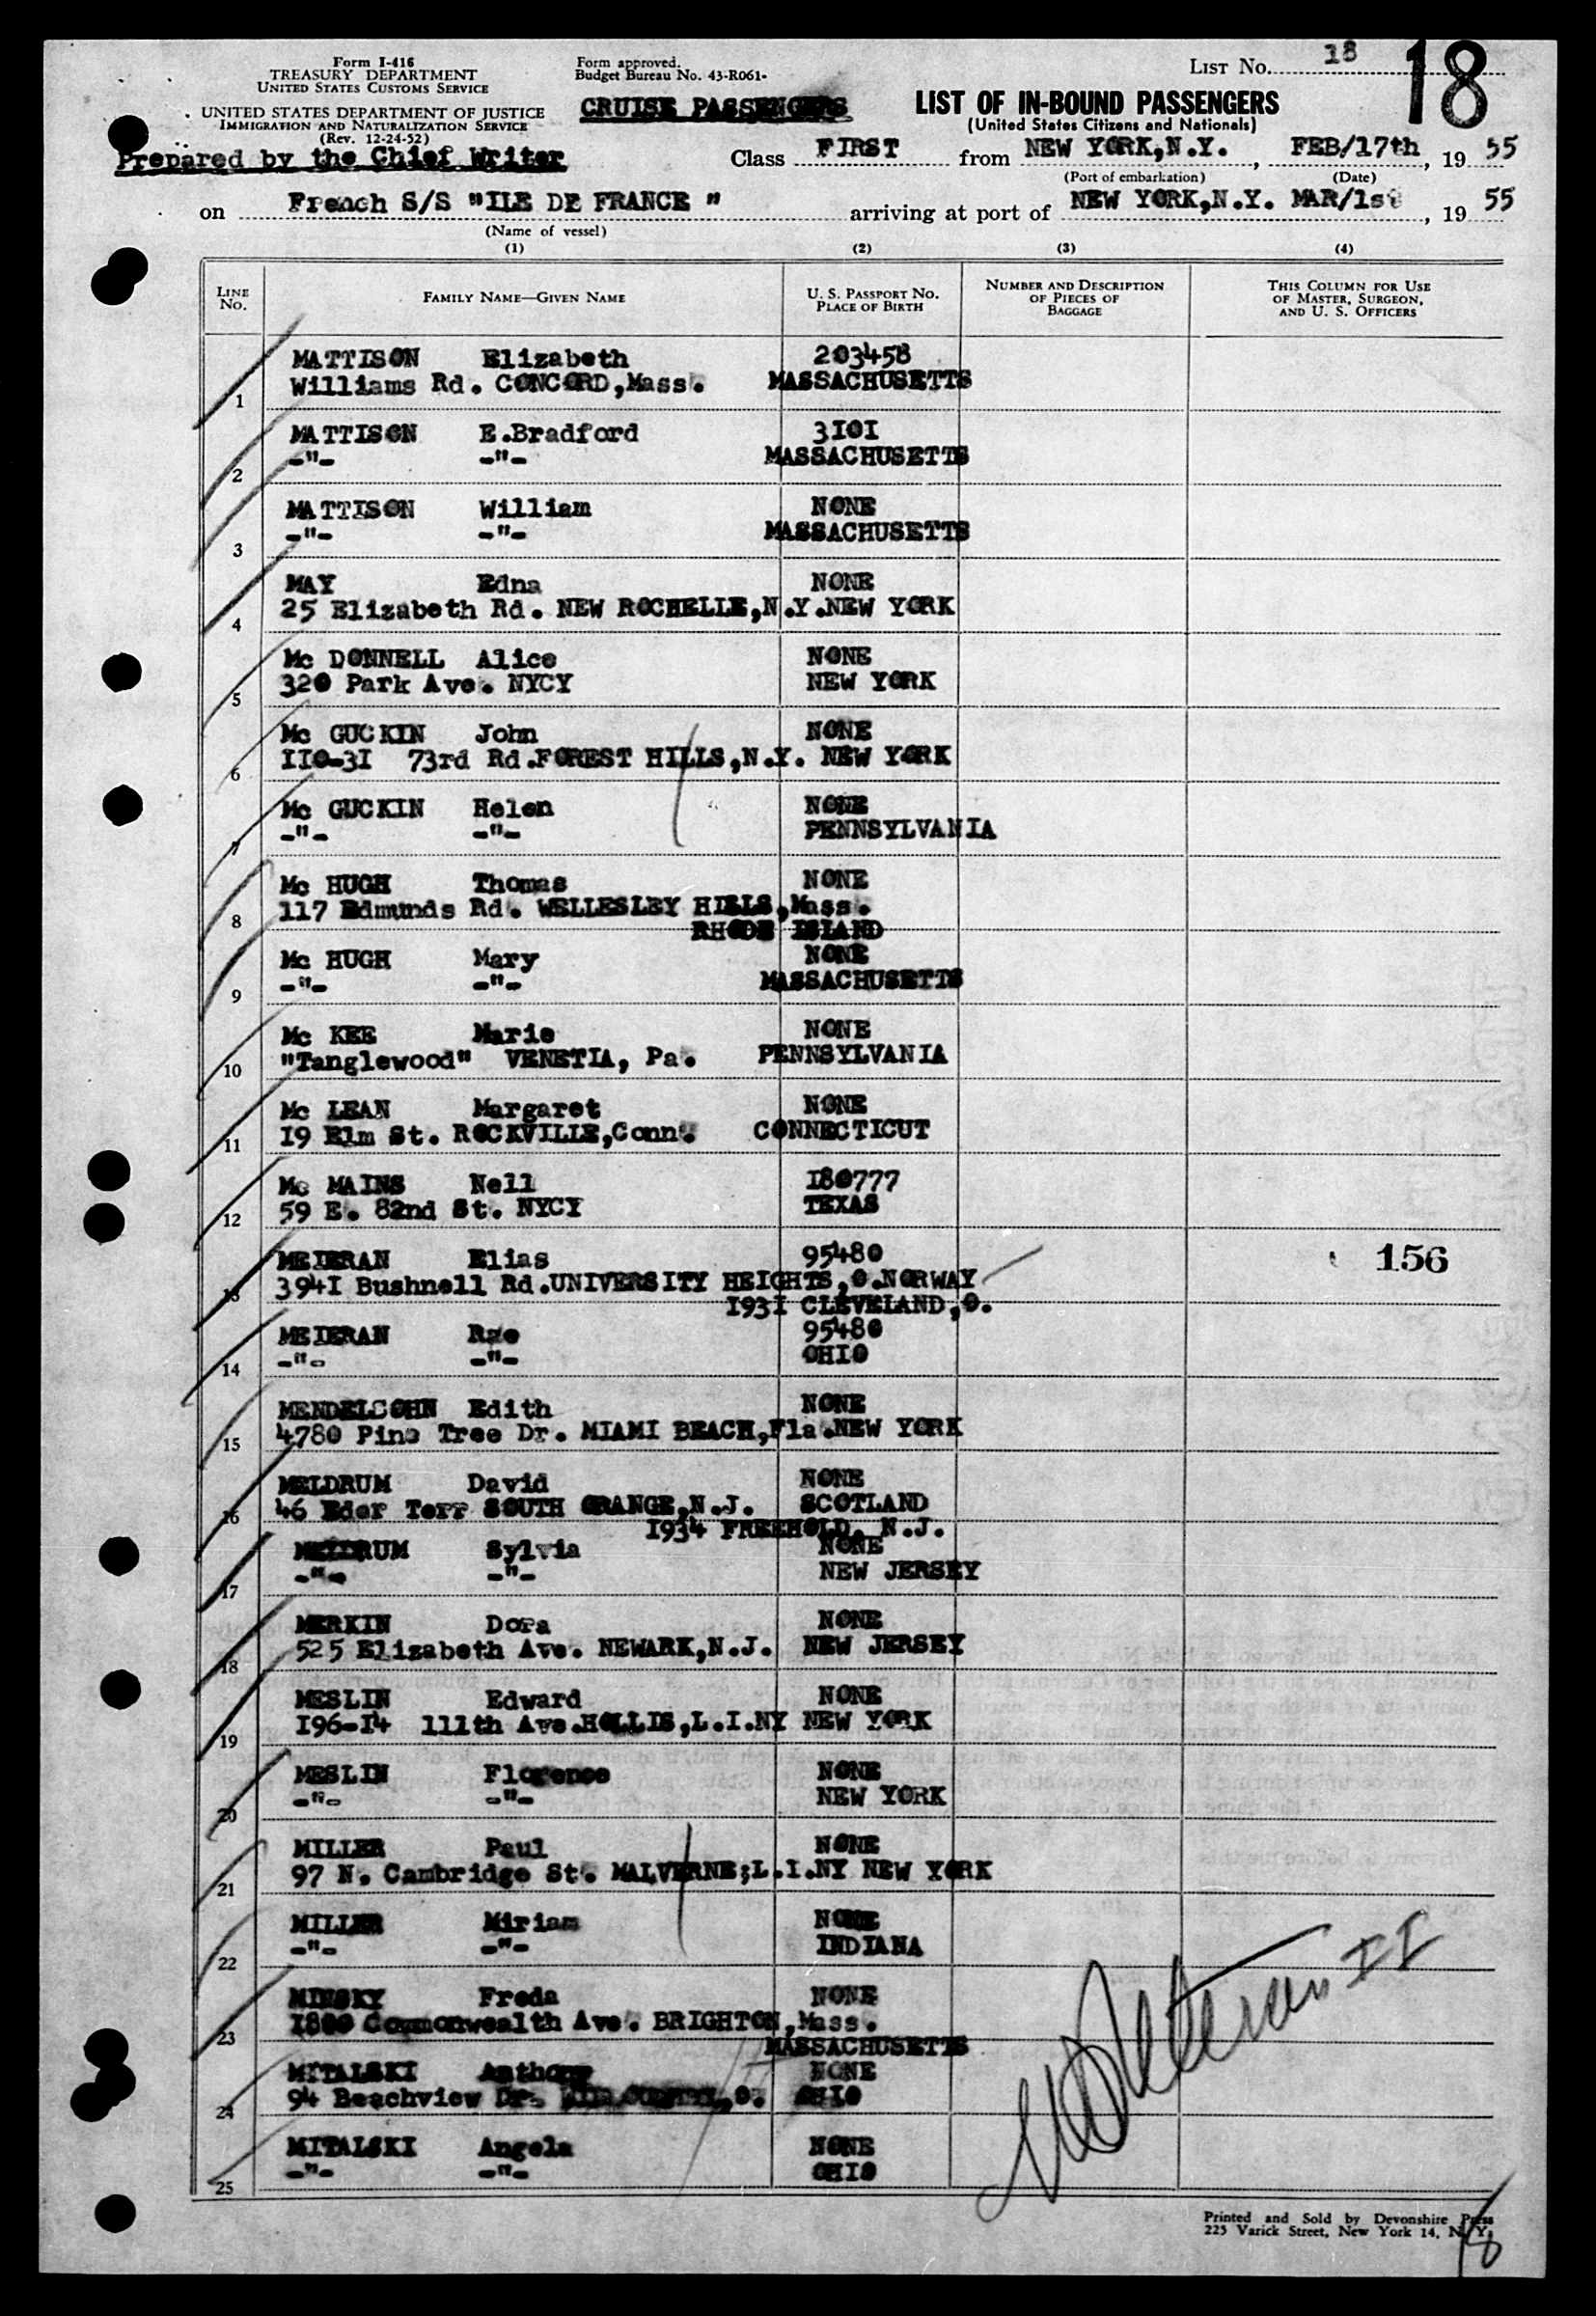 Form I-416
TREASURY DEPARTMENT
UNITED STATES CUSTOMS SERVICE
UNITED STATES DEPARTMENT OF JUSTICE
IMMIGRATION AND NATURALIZATION SERVICE
(Rev. 12-24-52)
Prepared by the Chief Writer
Form approved.
Budget Bureau No. 43-R061-
CRUISE PASSENGERS
LIST NO. 18
18
LIST OF IN-BOUND PASSENGERS
(United States Citizens and Nationals)
Class FIRST from NEW YORK,N.Y. , FEB/17th , 19 55
(Port of embarkation) (Date)
on French S/S "ILE DE FRANCE " arriving at port of NEW YORK,N.Y. MAR/1st , 19 55
(Name of vessel)
(1) (2) (3) (4)
LINE NO. FAMILY NAME—GIVEN NAME U. S. PASSPORT NO. PLACE OF BIRTH NUMBER AND DESCRIPTION OF PIECES OF BAGGAGE THIS COLUMN FOR USE OF MASTER, SURGEON, AND U. S. OFFICERS
MATTISON Elizabeth 203458
1 Williams Rd. CONCORD,Mass. MASSACHUSETTS
MATTISON E.Bradford 3101
2 -"- -"- MASSACHUSETTS
MATTISON William NONE
3 -"- -"- MASSACHUSETTS
MAY Edna NONE
4 25 Elizabeth Rd. NEW ROCHELLE,N.Y.NEW YORK
Mc DONNELL Alice NONE
5 320 Park Ave. NYCY NEW YORK
Mc GUCKIN John NONE
6 110-31 73rd Rd.FOREST HILLS,N.Y. NEW YORK
Mc GUCKIN Helen NONE
7 -"- -"- PENNSYLVANIA
Mc HUGH Thomas NONE
8 117 Edmunds Rd. WELLESLEY HILLS,Mass.
RHODE ISLAND
Mc HUGH Mary NONE
9 -"- -"- MASSACHUSETTS
Mc KEE Marie NONE
10 "Tanglewood" VENETIA, Pa. PENNSYLVANIA
Mc LEAN Margaret NONE
11 19 Elm St. ROCKVILLE,Conn. CONNECTICUT
Mc MAINS Nell 180777
12 59 E. 82nd St. NYCY TEXAS
MEIERAN Elias 95480 156
13 3941 Bushnell Rd.UNIVERSITY HEIGHTS,O.NORWAY
1931 CLEVELAND,O.
MEIERAN Rae 95480
14 -"- -"- OHIO
MENDELSOHN Edith NONE
15 4780 Pine Tree Dr. MIAMI BEACH,Fla.NEW YORK
MELDRUM David NONE
16 46 Eder Terr SOUTH ORANGE,N.J. SCOTLAND
1934 FREEHOLD, N.J.
MELDRUM Sylvia NONE
17 -"- -"- NEW JERSEY
MERKIN Dora NONE
18 525 Elizabeth Ave. NEWARK,N.J. NEW JERSEY
MESLIN Edward NONE
19 196-14 111th Ave.HOLLIS,L.I.NY NEW YORK
MESLIN Florence NONE
20 -"- -"- NEW YORK
MILLER Paul NONE
21 97 N. Cambridge St. MALVERNE;L.I.NY NEW YORK
MILLER Miriam NONE
22 -"- -"- INDIANA
MINSKY Freda NONE
23 1800 Commonwealth Ave. BRIGHTON,Mass.
MASSACHUSETTS
MITALSKI Anthony NONE
24 94 Beachview Dr. OHIO
MITALSKI Angela NONE
25 -"- -"- OHIO
Printed and Sold by Devonshire Press
225 Varick Street, New York 14, N. Y.
18